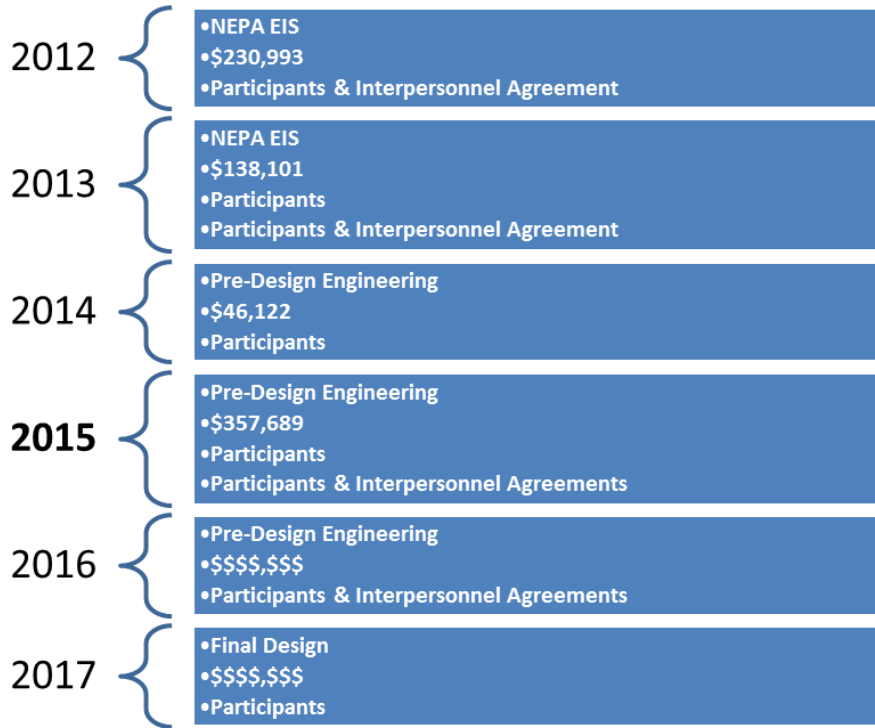 2012
•NEPA EIS
•$230,993
•Participants & Interpersonnel Agreement
2013
•NEPA EIS
•$138,101
•Participants
•Participants & Interpersonnel Agreement
2014
•Pre-Design Engineering
•$46,122
•Participants
2015
•Pre-Design Engineering
•$357,689
•Participants
•Participants & Interpersonnel Agreements
2016
•Pre-Design Engineering
•$$$$,$$$
•Participants & Interpersonnel Agreements
2017
•Final Design
•$$$$,$$$
•Participants